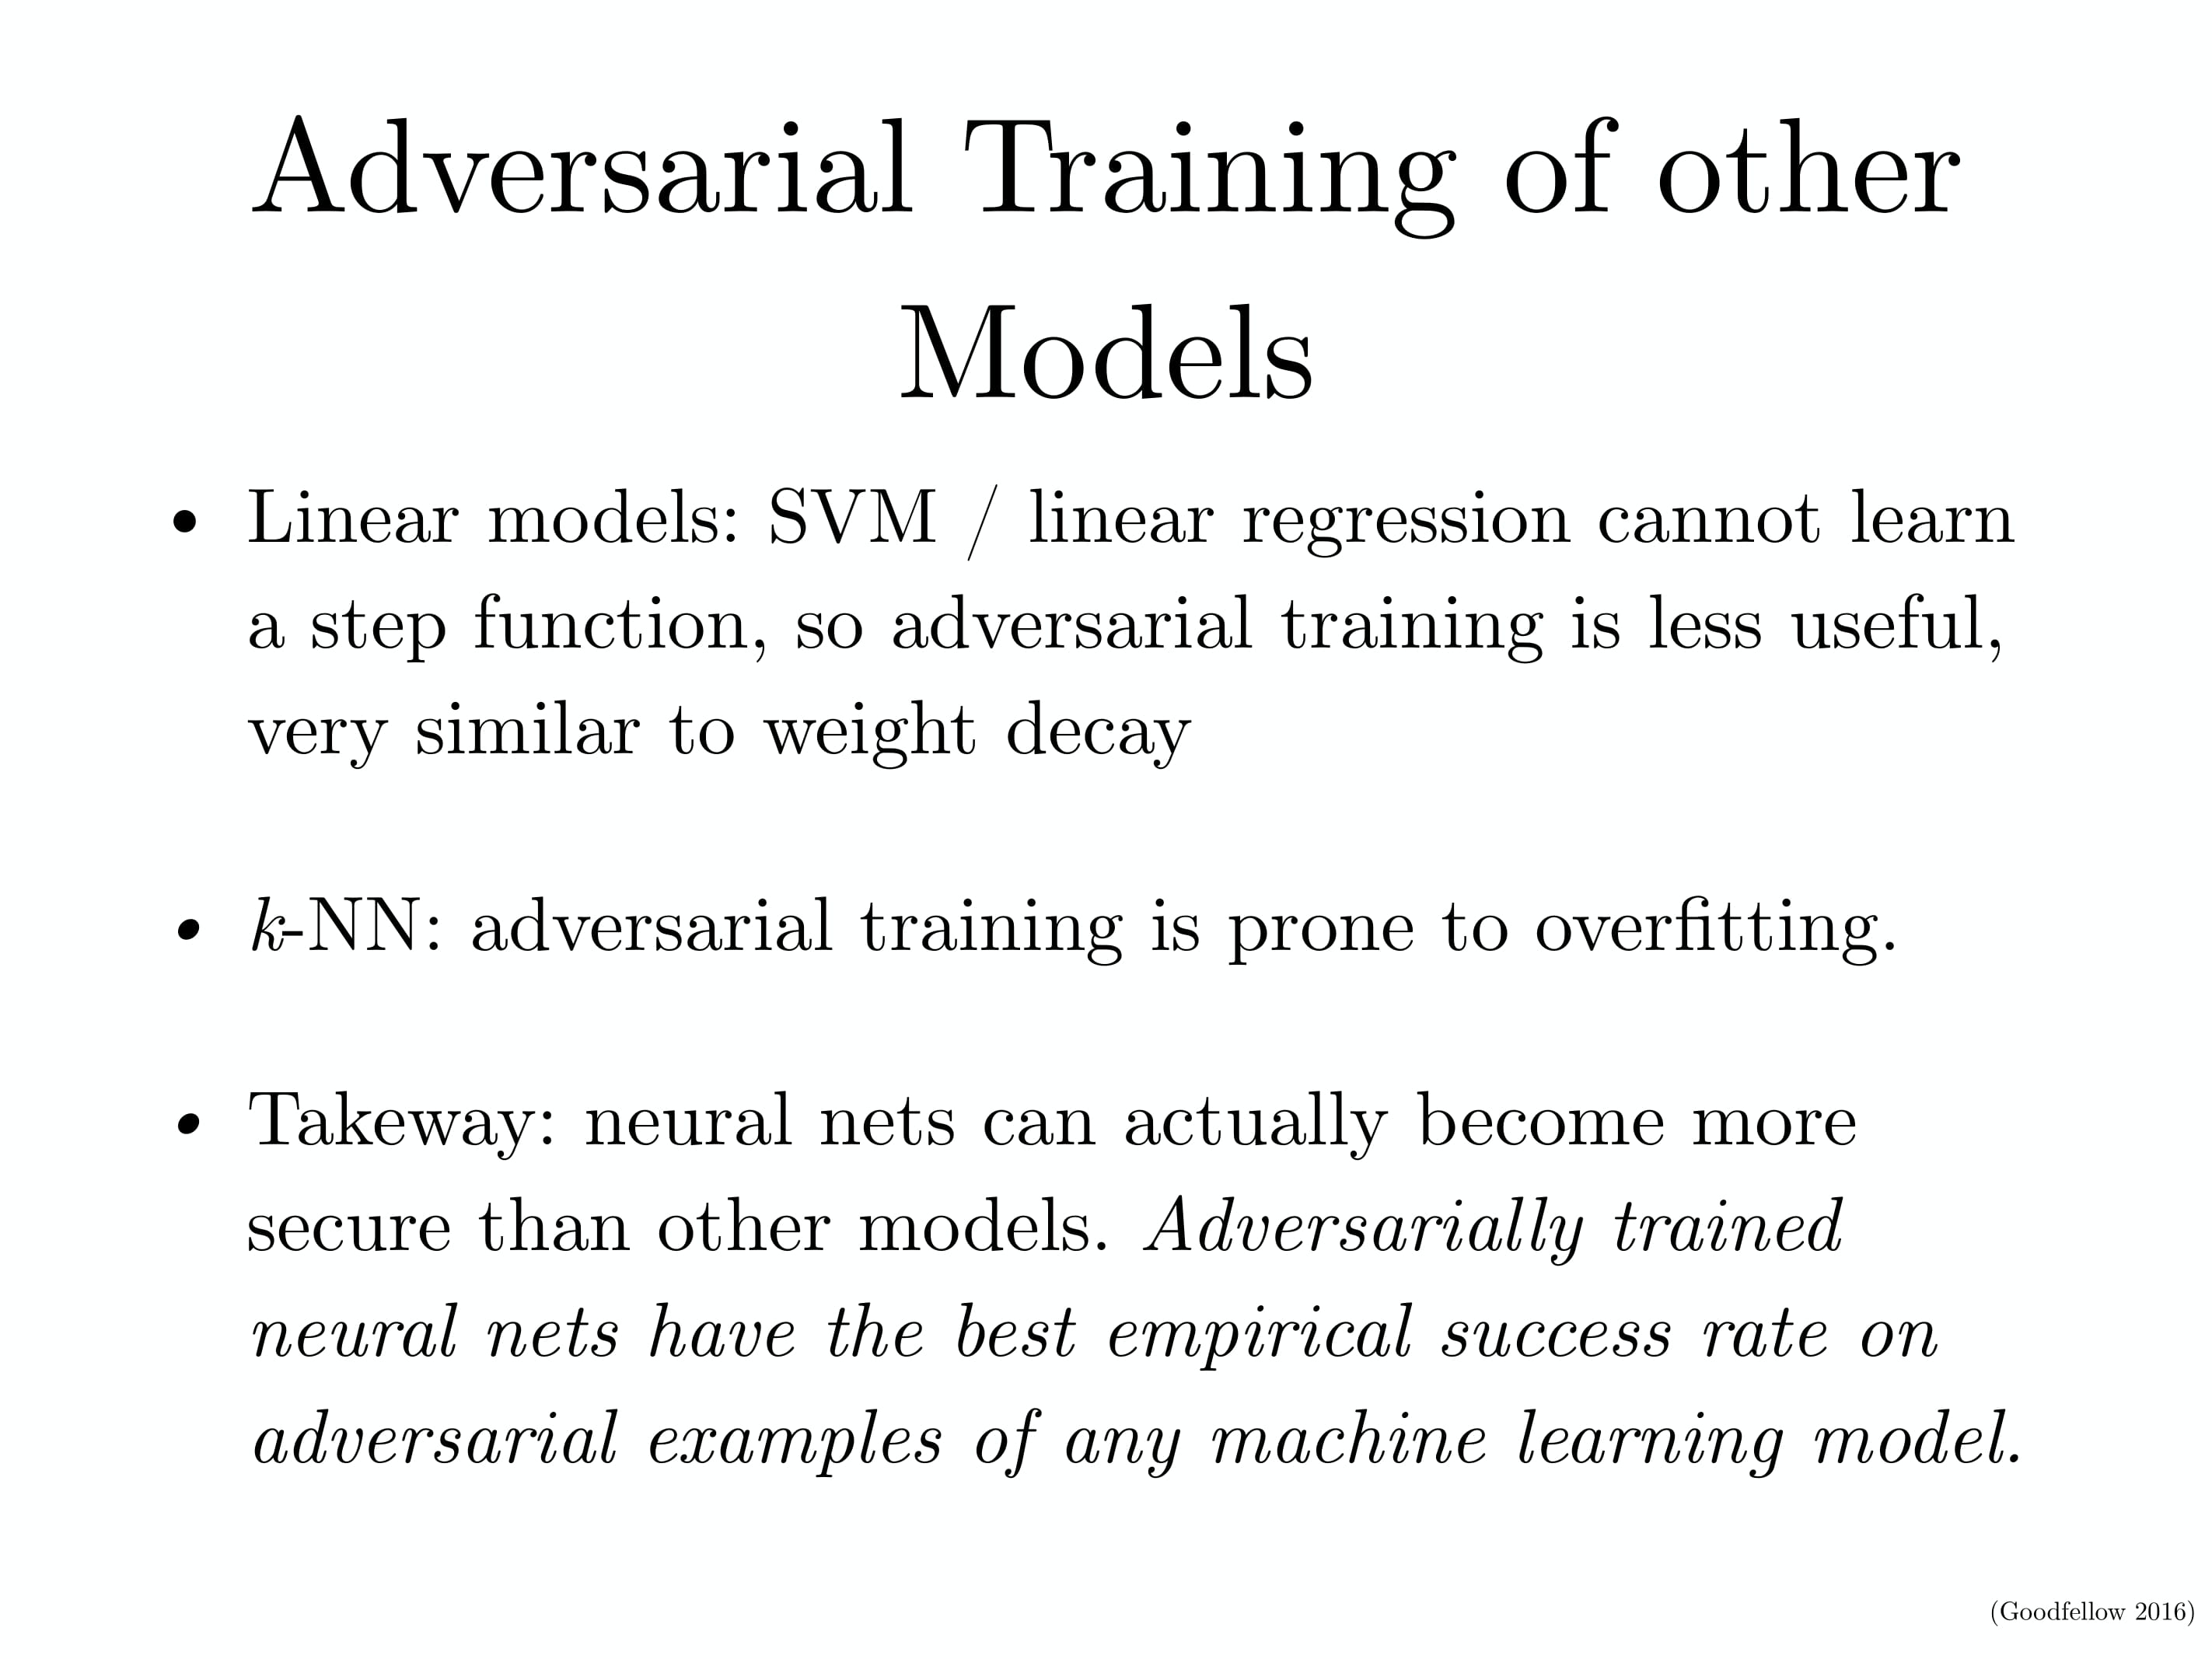 Adversarial Training of other
Models
• Linear models: SVM / linear regression cannot learn
a step function, so adversarial training is less useful,
very similar to weight decay
• k-NN: adversarial training is prone to overfitting.
• Takeway: neural nets can actually become more
secure than other models. Adversarially trained
neural nets have the best empirical success rate on
adversarial examples of any machine learning model.
(Goodfellow 2016)